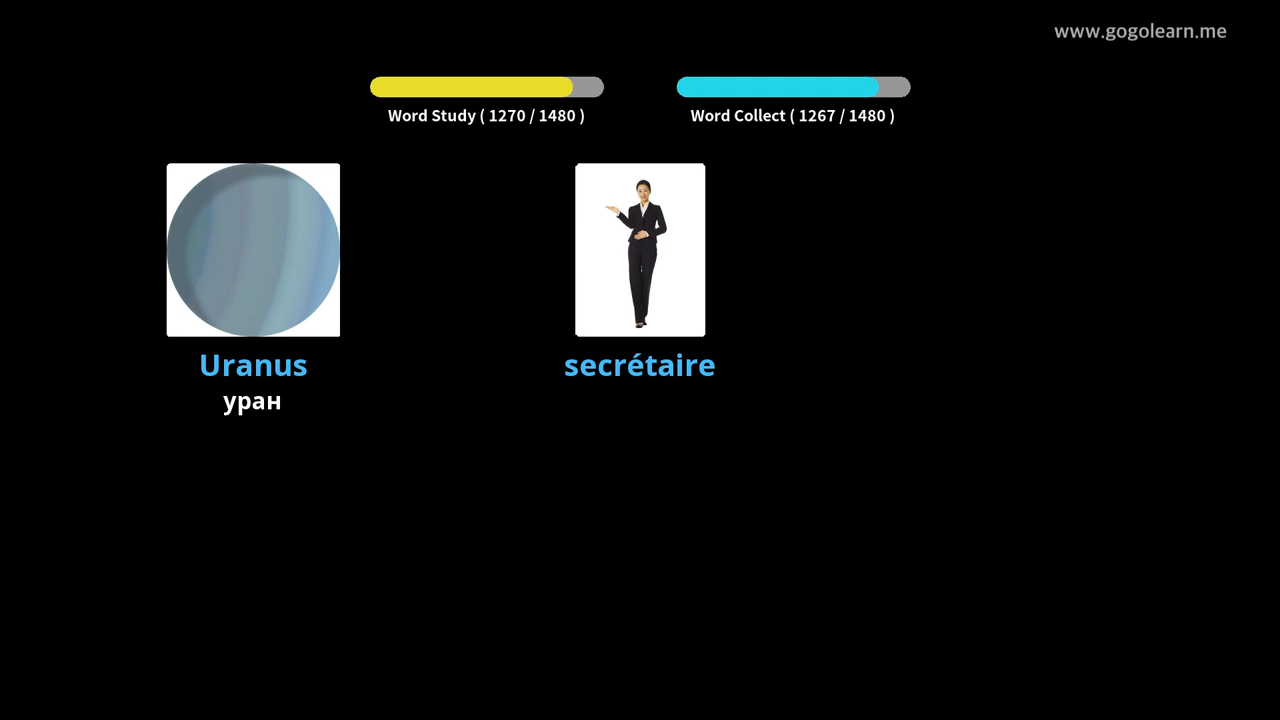 www.gogolearn.me
Word Study ( 1270 / 1480 )
Word Collect ( 1267 / 1480 )
Uranus
уран
secrétaire